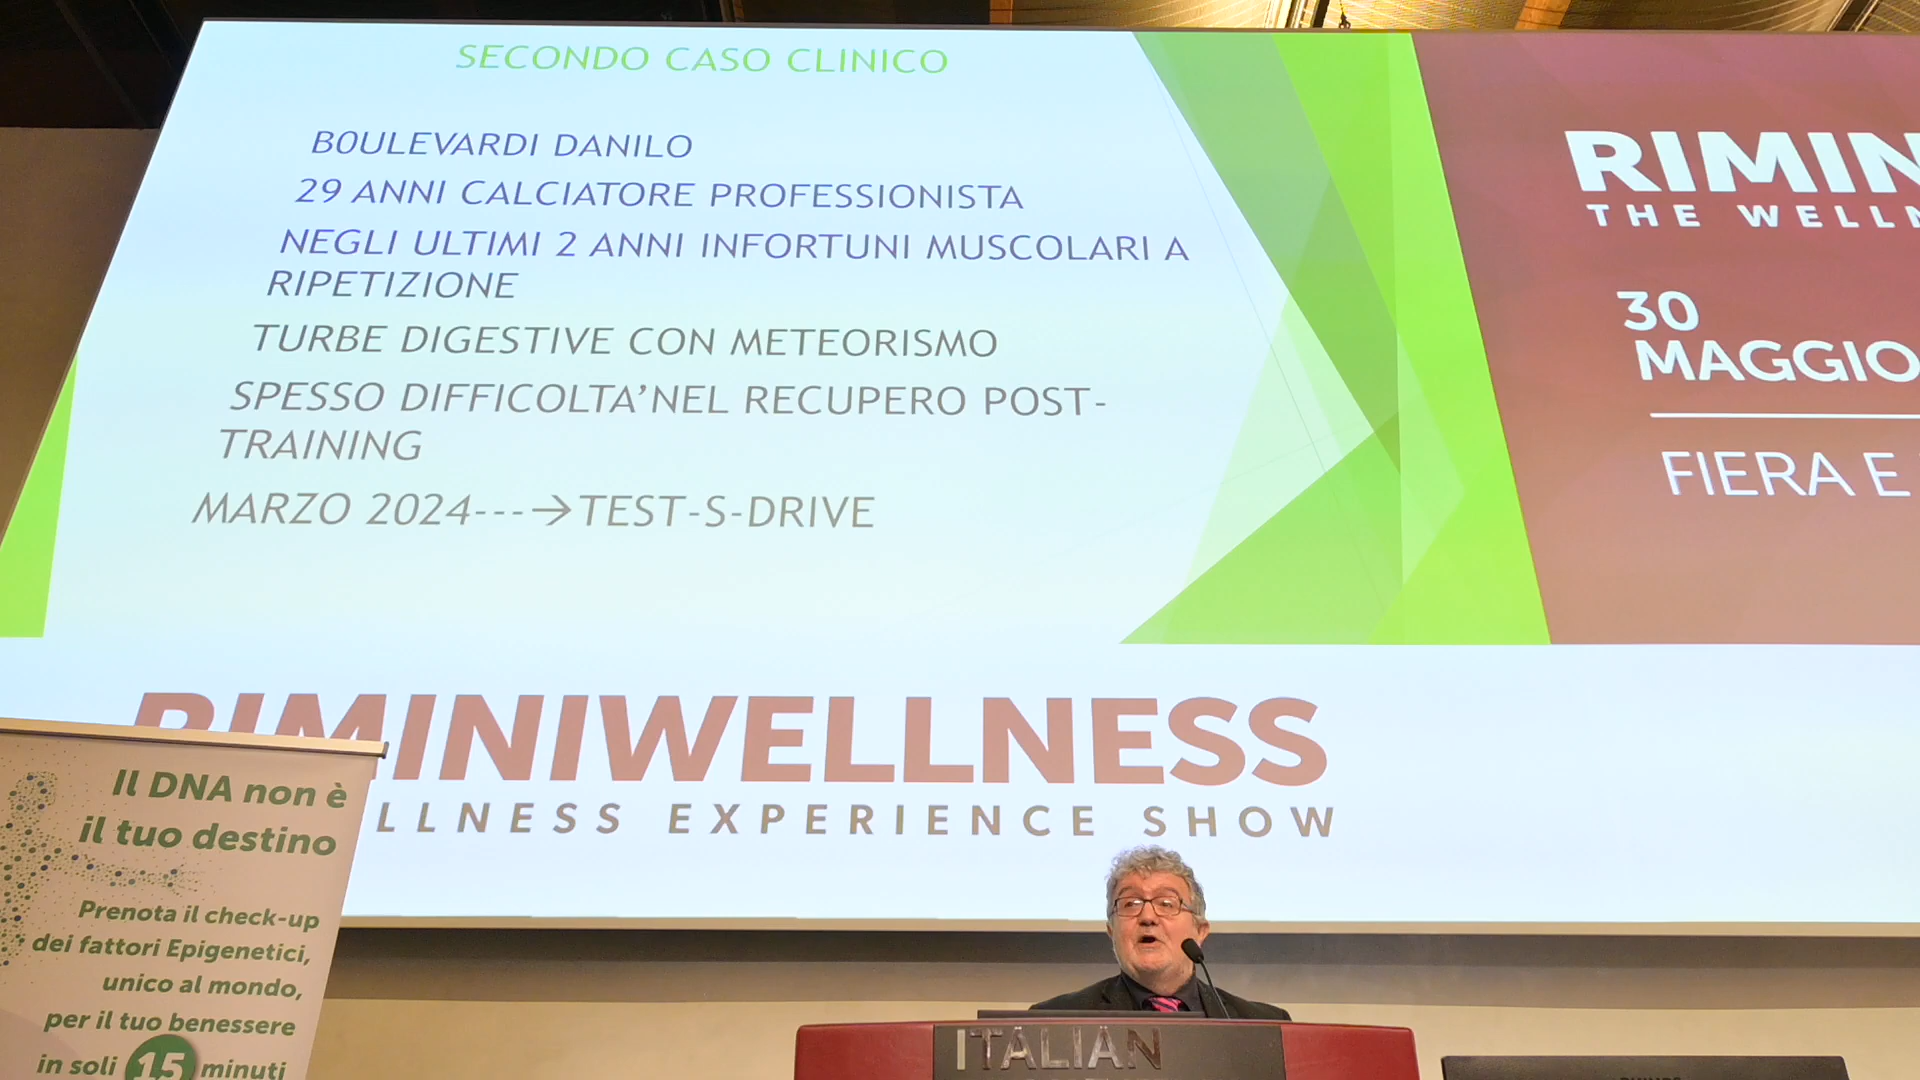 SECONDO CASO CLINICO
B0ULEVARDI DANILO
29 ANNI CALCIATORE PROFESSIONISTA
NEGLI ULTIMI 2 ANNI INFORTUNI MUSCOLARI A
RIPETIZIONE
TURBE DIGESTIVE CON METEORISMO
SPESSO DIFFICOLTA’NEL RECUPERO POST-
TRAINING
MARZO 2024---→TEST-S-DRIVE
RIMIN
THE WELLN
30
MAGGIO
FIERA E
RIMINIWELLNESS
LLNESS EXPERIENCE SHOW
Il DNA non è
il tuo destino
Prenota il check-up
dei fattori Epigenetici,
unico al mondo,
per il tuo benessere
in soli 15 minuti
ITALIAN